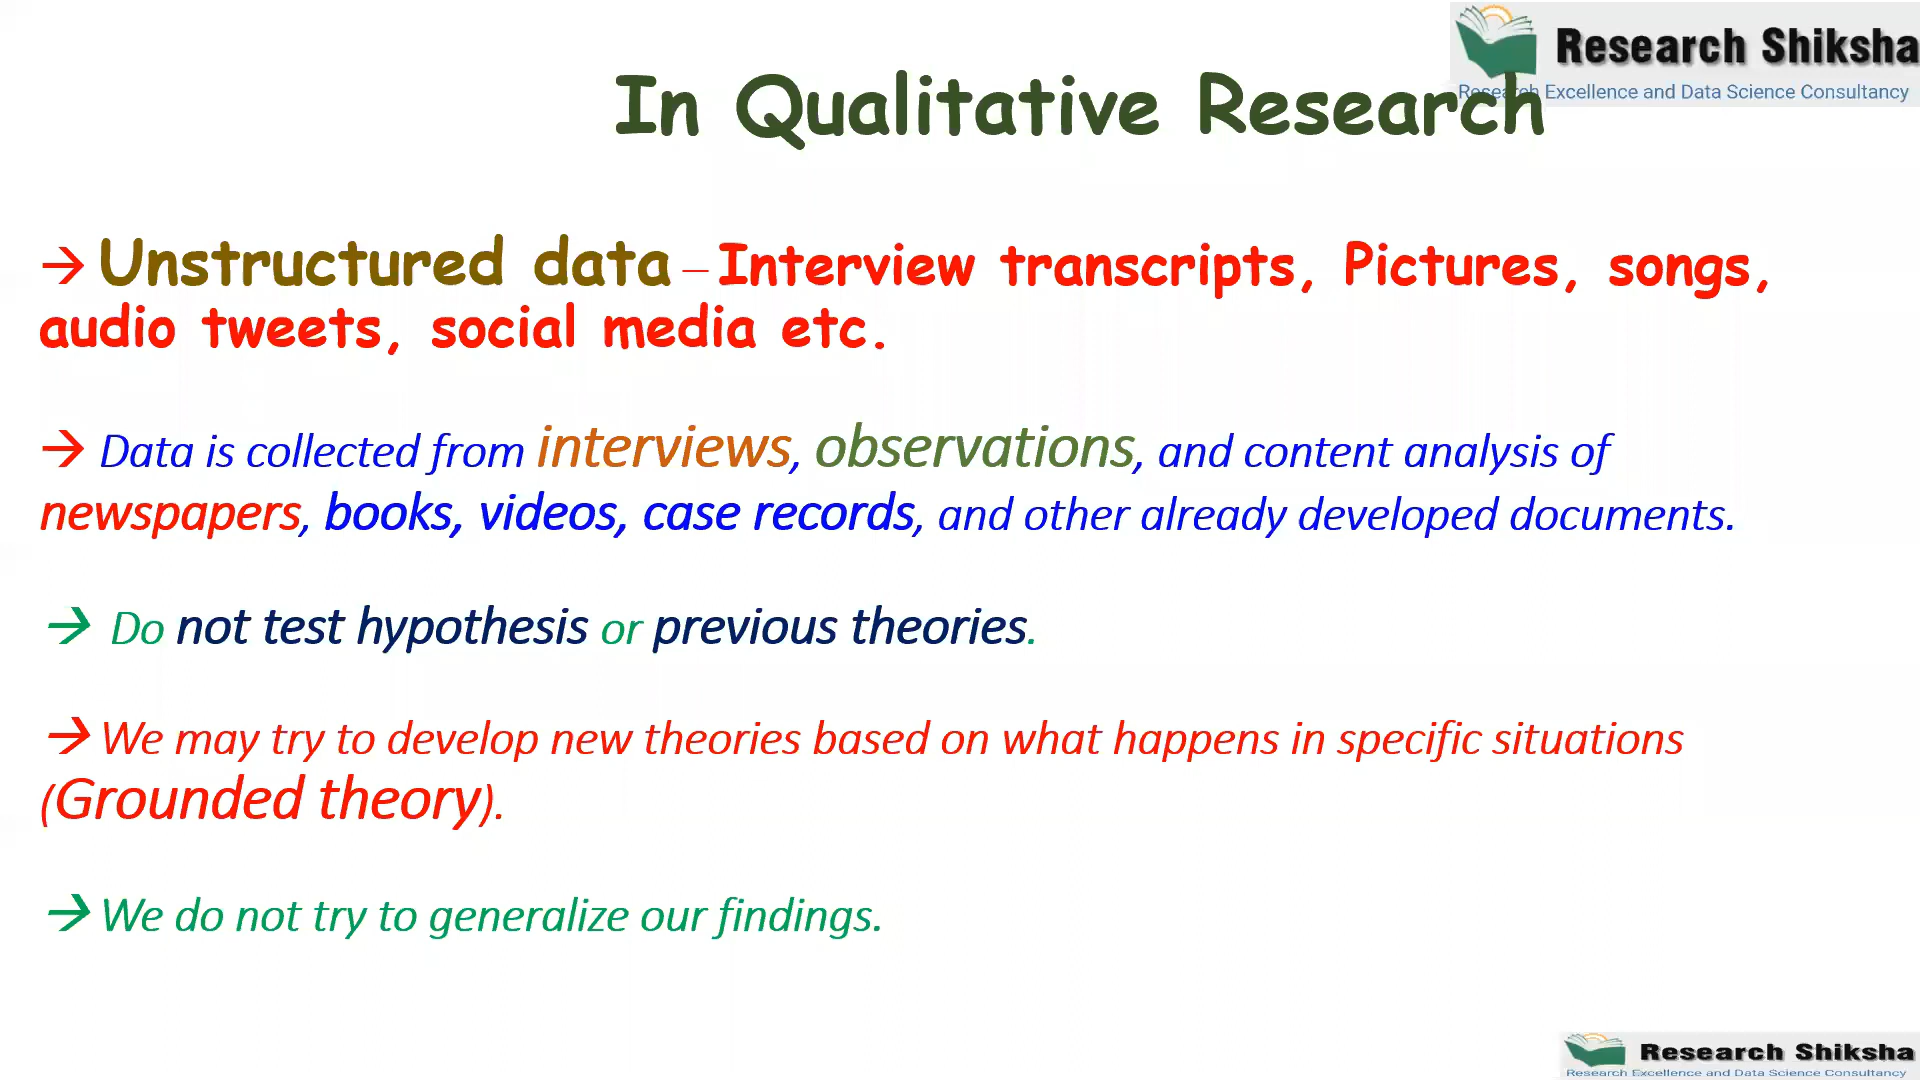 Research Shiksha
Research Excellence and Data Science Consultancy
In Qualitative Research
→ Unstructured data – Interview transcripts, Pictures, songs,
audio tweets, social media etc.
→ Data is collected from interviews, observations, and content analysis of
newspapers, books, videos, case records, and other already developed documents.
→ Do not test hypothesis or previous theories.
→ We may try to develop new theories based on what happens in specific situations
(Grounded theory).
→ We do not try to generalize our findings.
Research Shiksha
Research Excellence and Data Science Consultancy